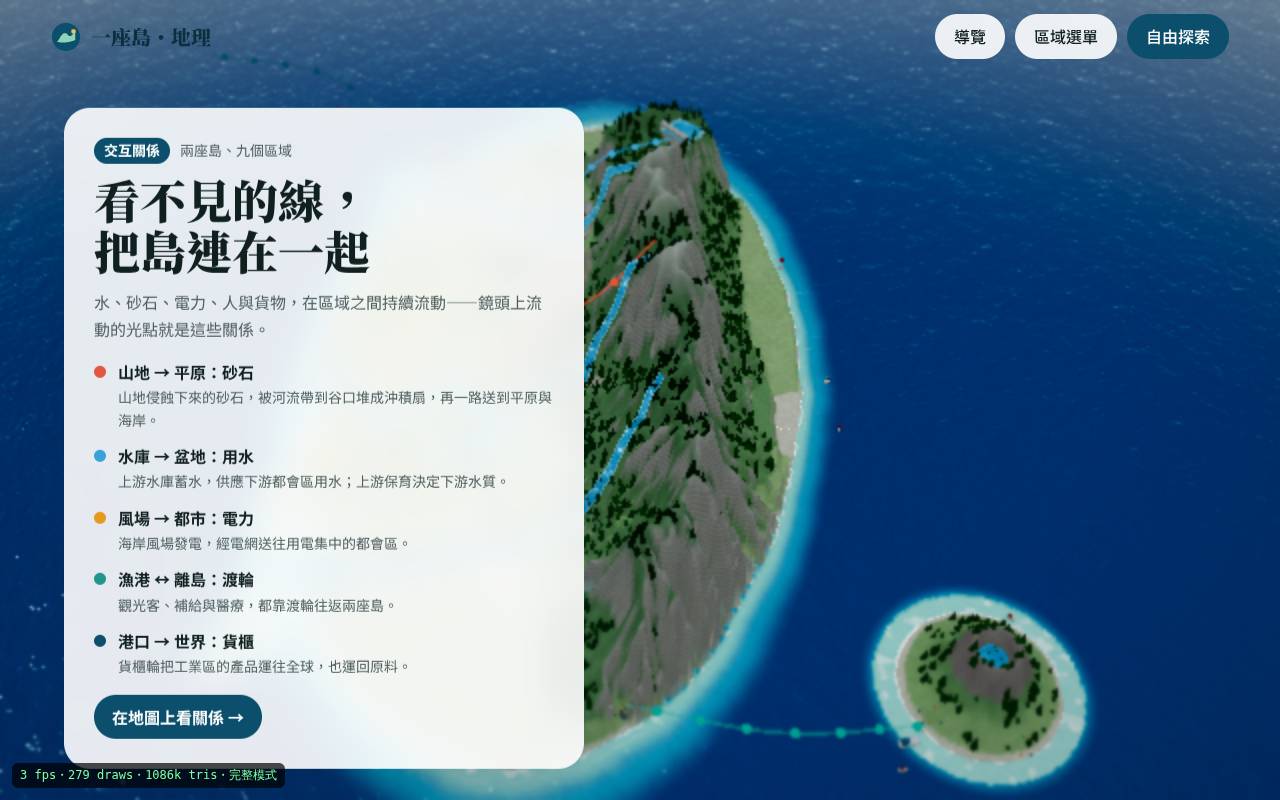 一座島・地理
導覽
區域選單
自由探索
交互關係
兩座島、九個區域
看不見的線，
把島連在一起
水、砂石、電力、人與貨物，在區域之間持續流動——鏡頭上流
動的光點就是這些關係。
山地 → 平原：砂石
山地侵蝕下來的砂石，被河流帶到谷口堆成沖積扇，再一路送到平原與
海岸。
水庫 → 盆地：用水
上游水庫蓄水，供應下游都會區用水；上游保育決定下游水質。
風場 → 都市：電力
海岸風場發電，經電網送往用電集中的都會區。
漁港 ↔ 離島：渡輪
觀光客、補給與醫療，都靠渡輪往返兩座島。
港口 → 世界：貨櫃
貨櫃輪把工業區的產品運往全球，也運回原料。
在地圖上看關係 →
3 fps · 279 draws · 1086k tris · 完整模式